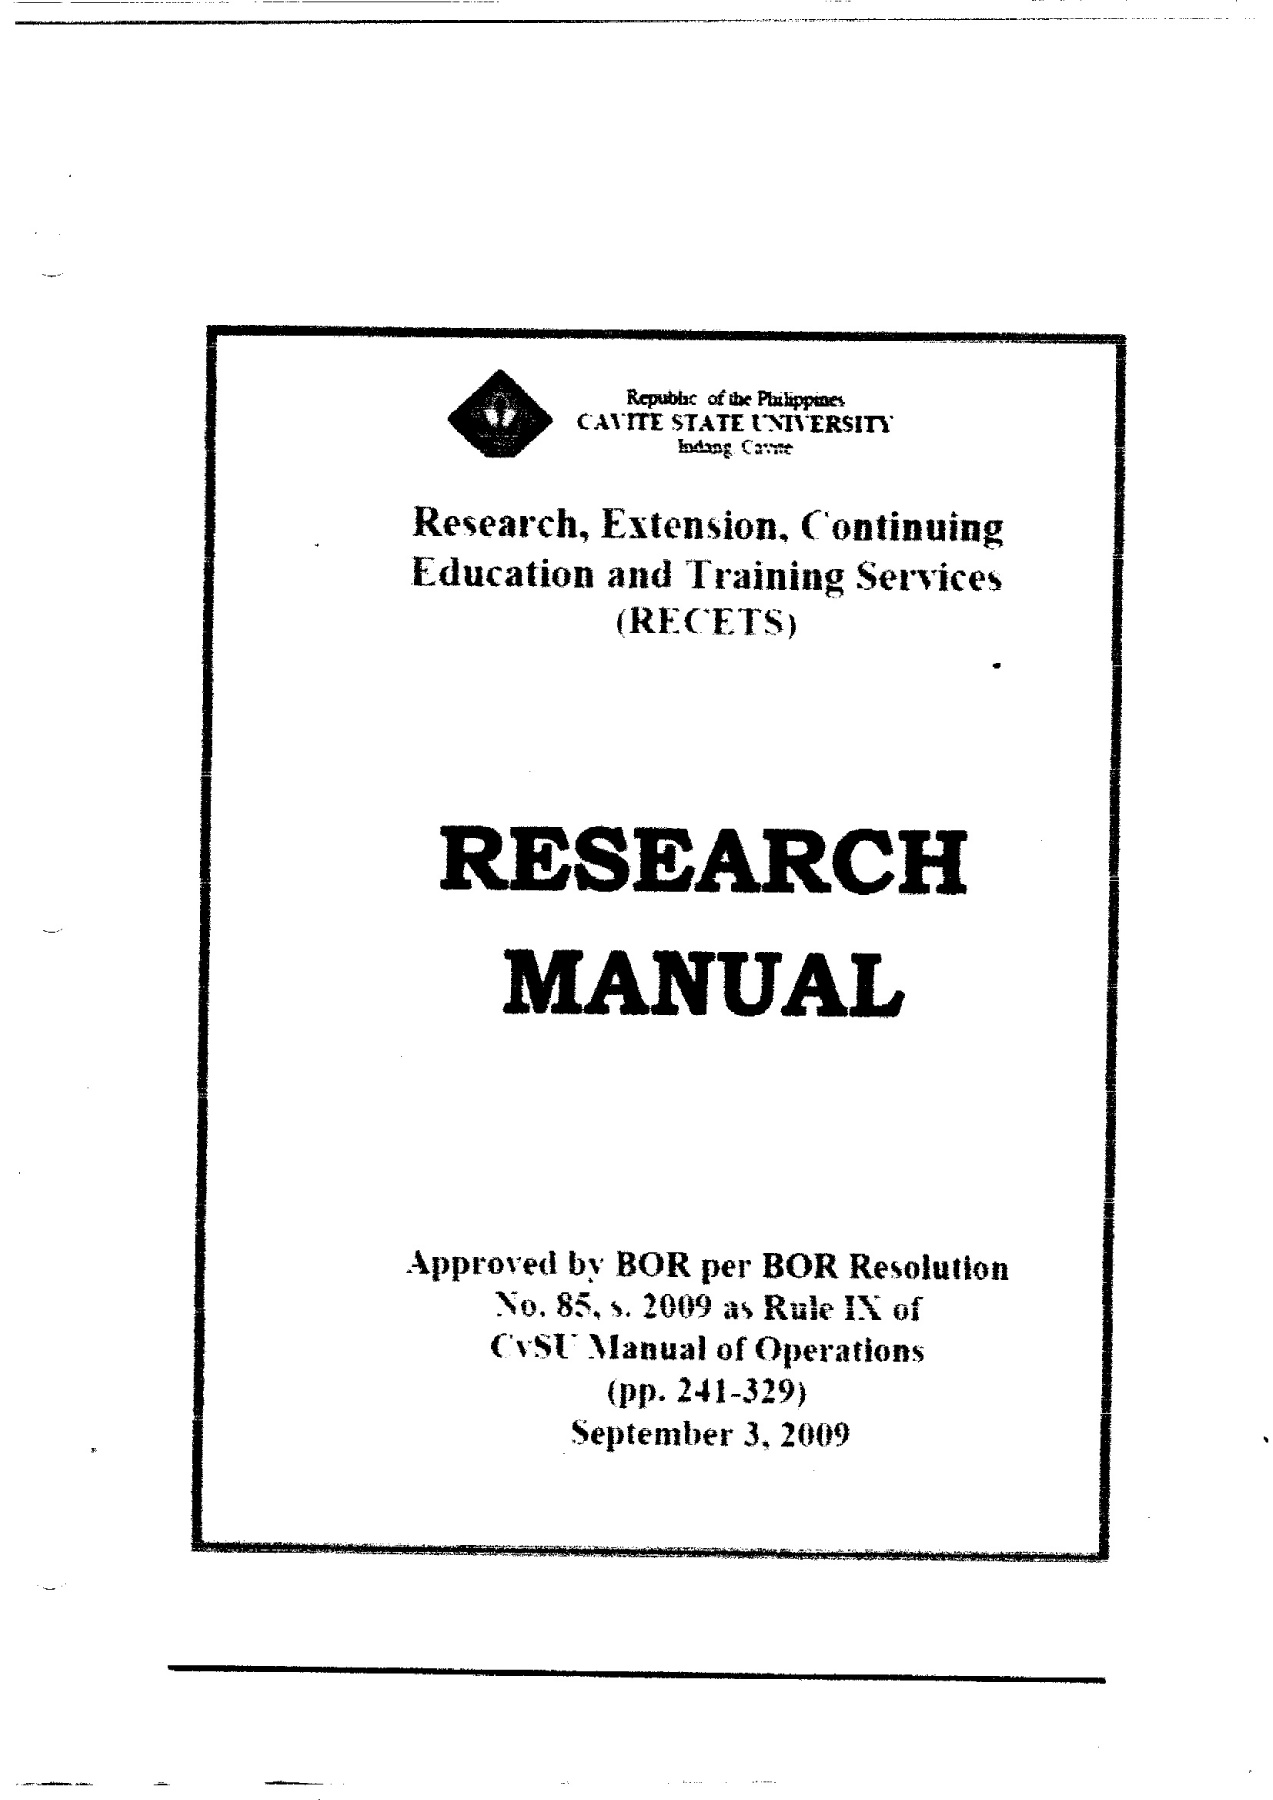 Republic of the Philippines
CAVITE STATE UNIVERSITY
Indang, Cavite
Research, Extension, Continuing
Education and Training Services
(RECETS)
RESEARCH
MANUAL
Approved by BOR per BOR Resolution
No. 85, s. 2009 as Rule IX of
CvSU Manual of Operations
(pp. 241-329)
September 3, 2009